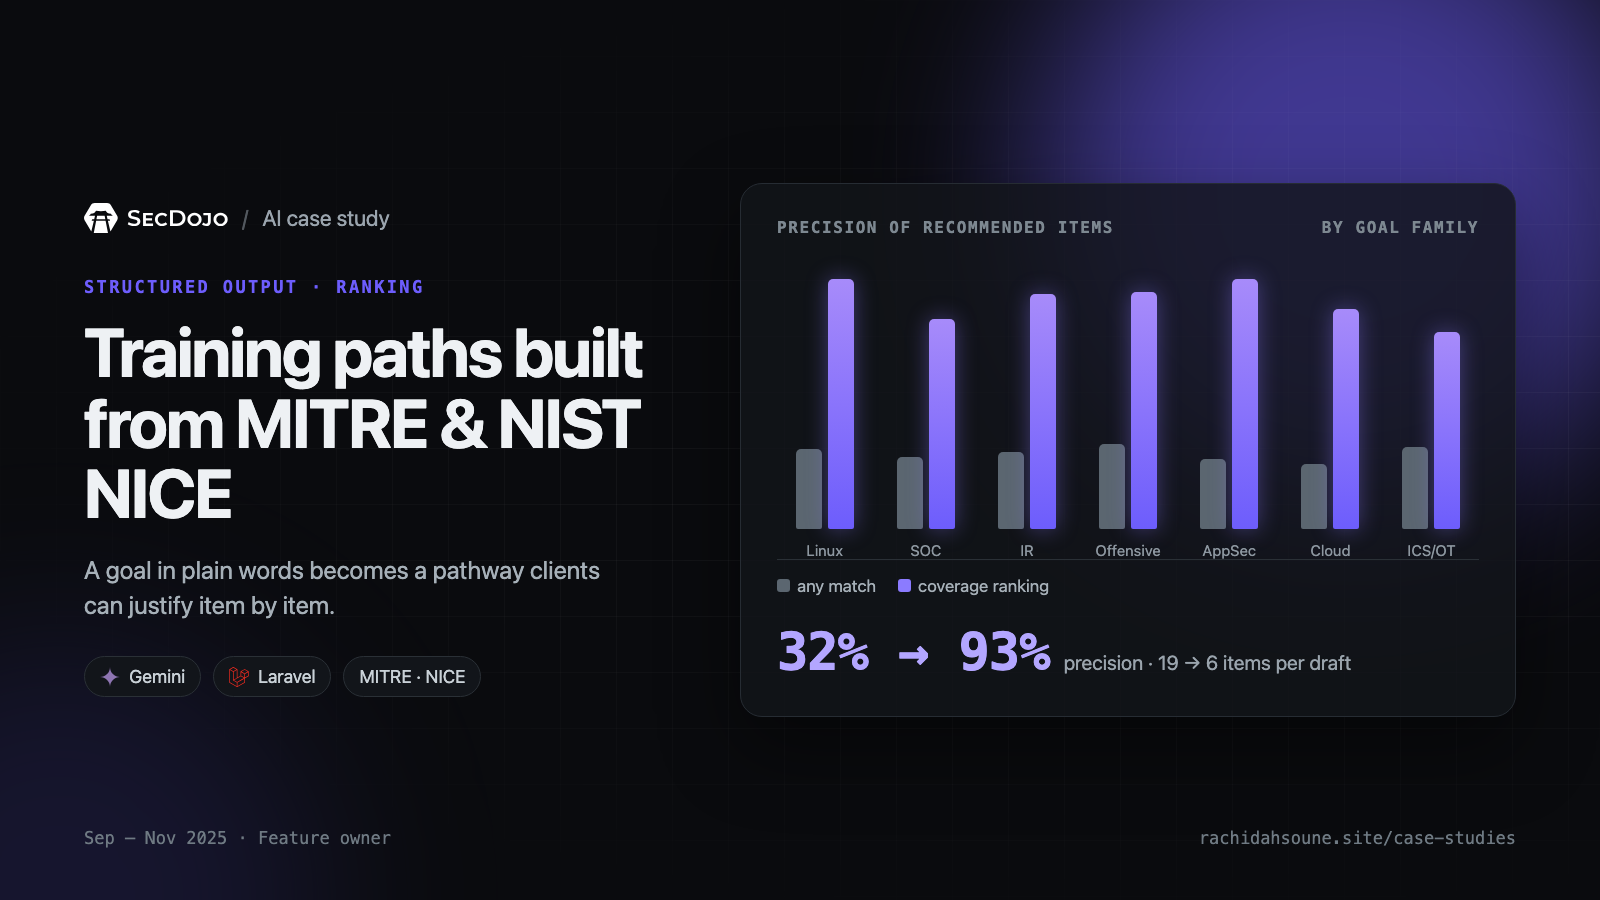 SECDOJO / AI case study
STRUCTURED OUTPUT · RANKING
Training paths built
from MITRE & NIST
NICE
A goal in plain words becomes a pathway clients
can justify item by item.
Gemini
Laravel
MITRE · NICE
PRECISION OF RECOMMENDED ITEMS
BY GOAL FAMILY
Linux SOC IR Offensive AppSec Cloud ICS/OT
any match coverage ranking
32% → 93% precision · 19 → 6 items per draft
Sep — Nov 2025 · Feature owner
rachidahsoune.site/case-studies